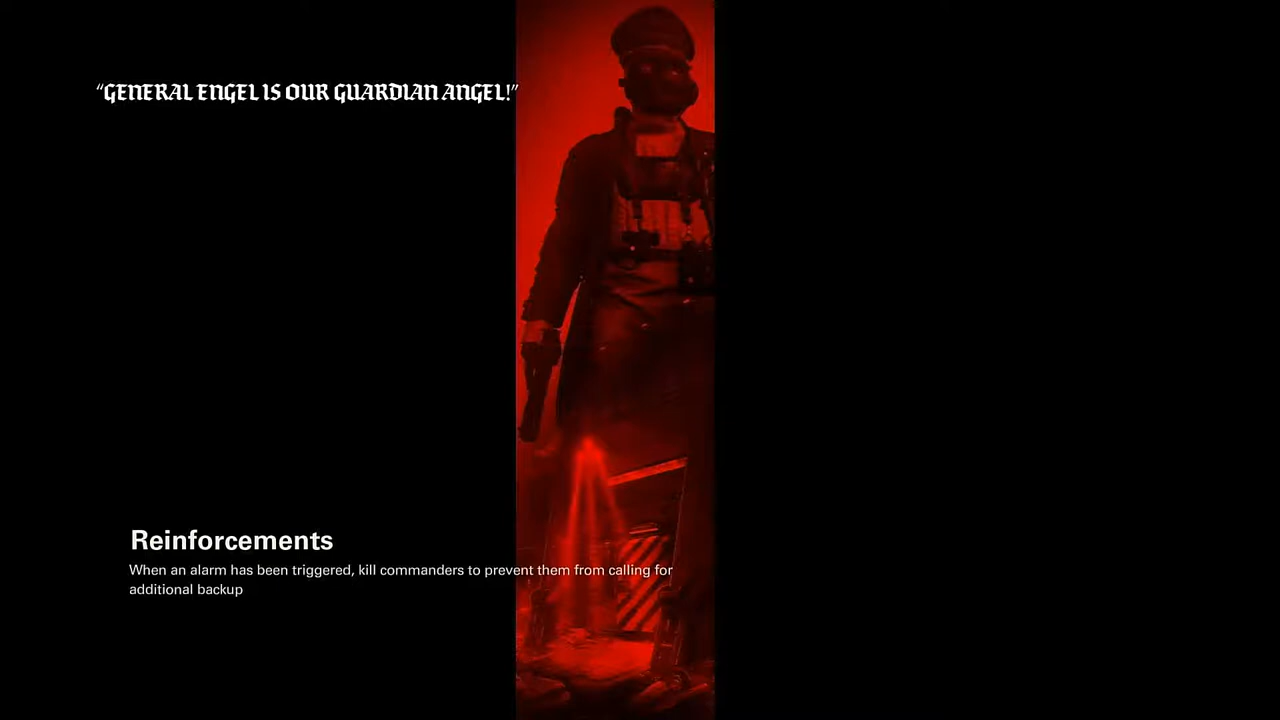 “GENERAL ENGEL IS OUR GUARDIAN ANGEL!”
Reinforcements
When an alarm has been triggered, kill commanders to prevent them from calling for
additional backup